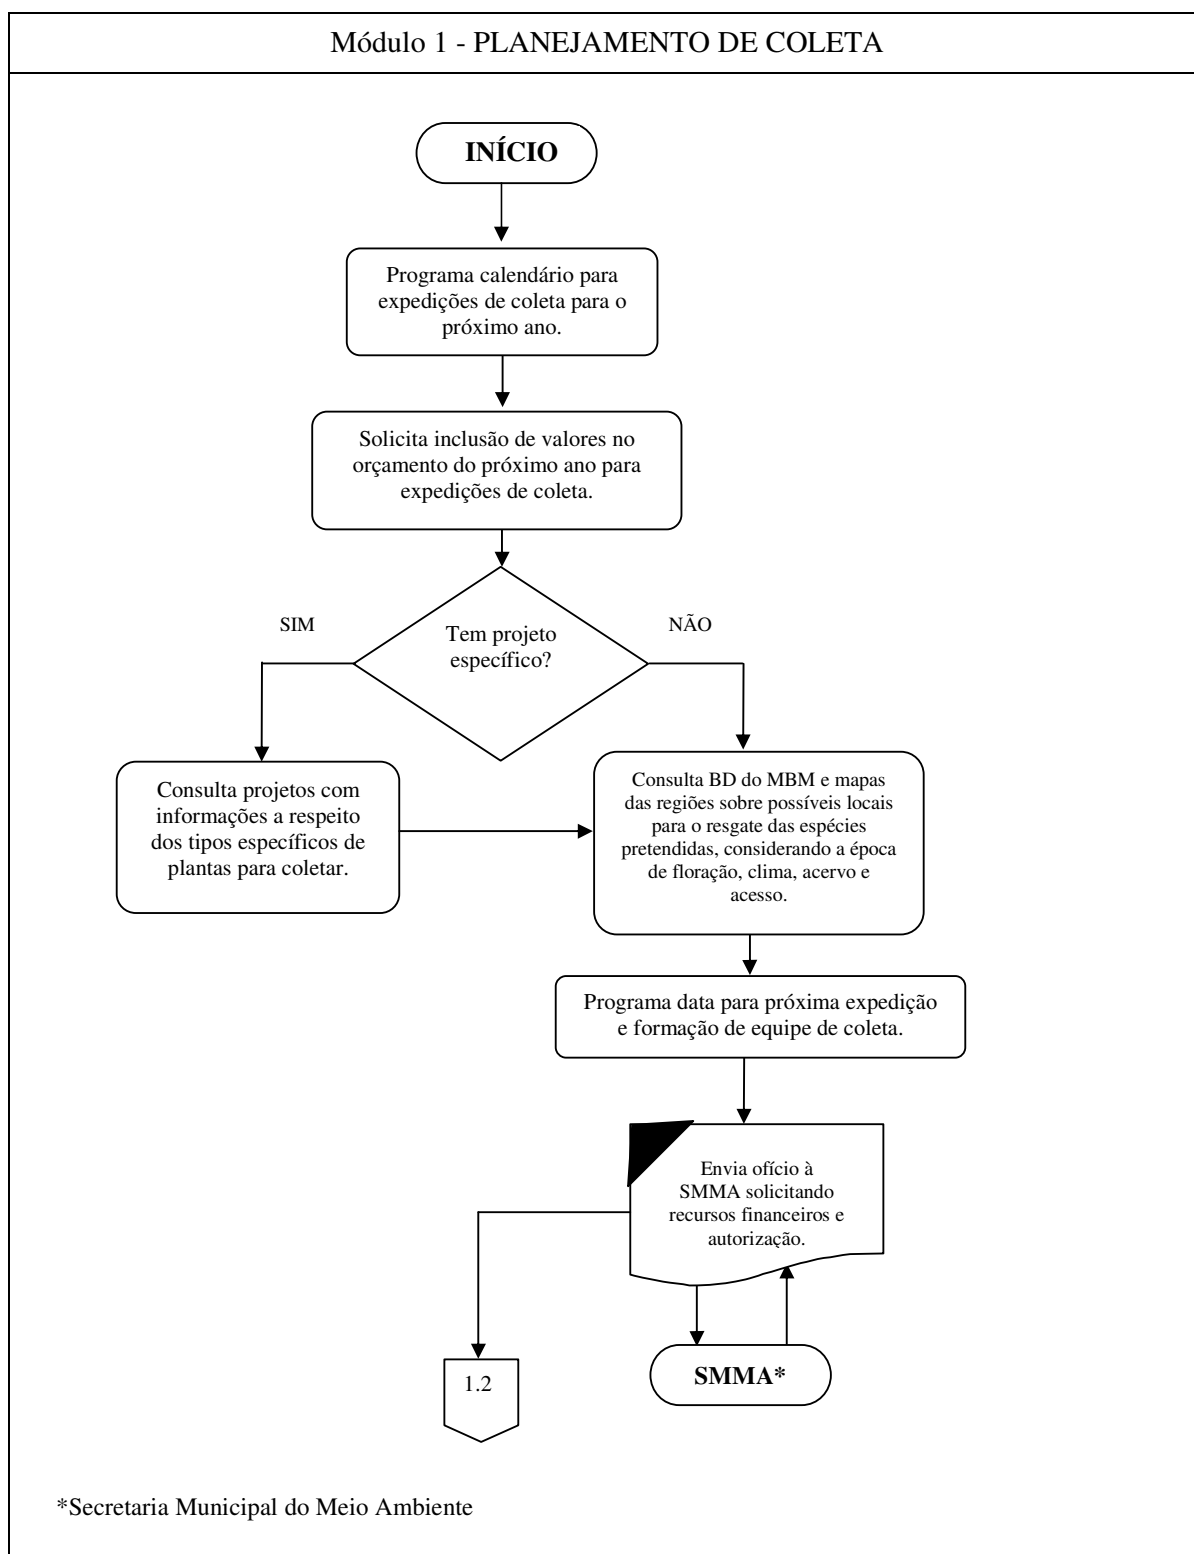 Módulo 1 - PLANEJAMENTO DE COLETA
INÍCIO
Programa calendário para
expedições de coleta para o
próximo ano.
Solicita inclusão de valores no
orçamento do próximo ano para
expedições de coleta.
SIM
Tem projeto
específico?
NÃO
Consulta projetos com
informações a respeito
dos tipos específicos de
plantas para coletar.
Consulta BD do MBM e mapas
das regiões sobre possíveis locais
para o resgate das espécies
pretendidas, considerando a época
de floração, clima, acervo e
acesso.
Programa data para próxima expedição
e formação de equipe de coleta.
Envia ofício à
SMMA solicitando
recursos financeiros e
autorização.
1.2
SMMA*
*Secretaria Municipal do Meio Ambiente